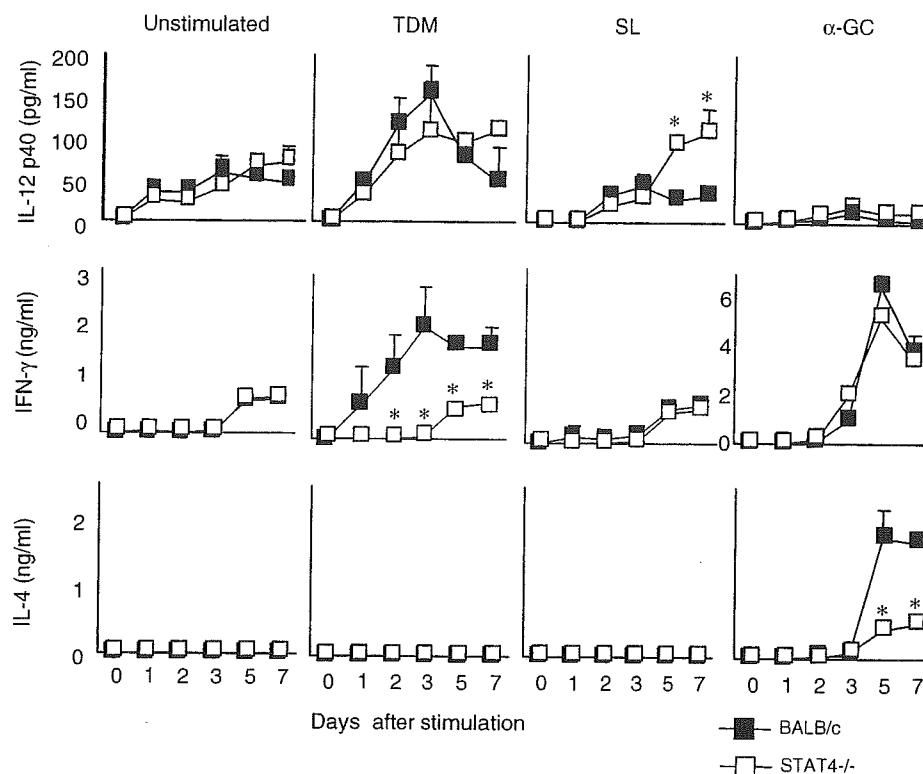 Unstimulated TDM SL α-GC
IL-12 p40 (pg/ml)
200
150
100
50
0
* *
IFN-γ (ng/ml)
3
2
1
0
* * * *
6
4
2
0
IL-4 (ng/ml)
2
1
0
* *
0 1 2 3 5 7 0 1 2 3 5 7 0 1 2 3 5 7 0 1 2 3 5 7
Days after stimulation
BALB/c
STAT4-/-